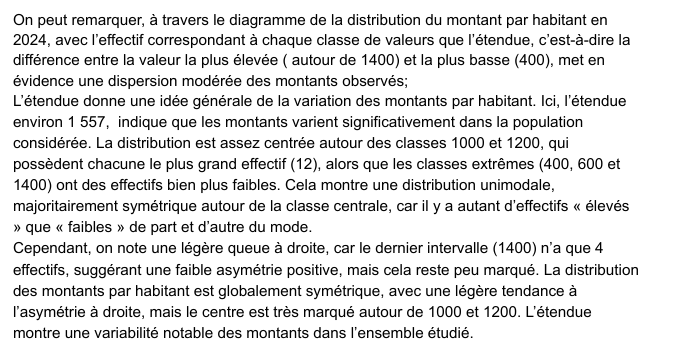 On peut remarquer, à travers le diagramme de la distribution du montant par habitant en
2024, avec l’effectif correspondant à chaque classe de valeurs que l’étendue, c’est-à-dire la
différence entre la valeur la plus élevée ( autour de 1400) et la plus basse (400), met en
évidence une dispersion modérée des montants observés;
L’étendue donne une idée générale de la variation des montants par habitant. Ici, l’étendue
environ 1 557,  indique que les montants varient significativement dans la population
considérée. La distribution est assez centrée autour des classes 1000 et 1200, qui
possèdent chacune le plus grand effectif (12), alors que les classes extrêmes (400, 600 et
1400) ont des effectifs bien plus faibles. Cela montre une distribution unimodale,
majoritairement symétrique autour de la classe centrale, car il y a autant d’effectifs « élevés
» que « faibles » de part et d’autre du mode.
Cependant, on note une légère queue à droite, car le dernier intervalle (1400) n’a que 4
effectifs, suggérant une faible asymétrie positive, mais cela reste peu marqué. La distribution
des montants par habitant est globalement symétrique, avec une légère tendance à
l’asymétrie à droite, mais le centre est très marqué autour de 1000 et 1200. L’étendue
montre une variabilité notable des montants dans l’ensemble étudié.